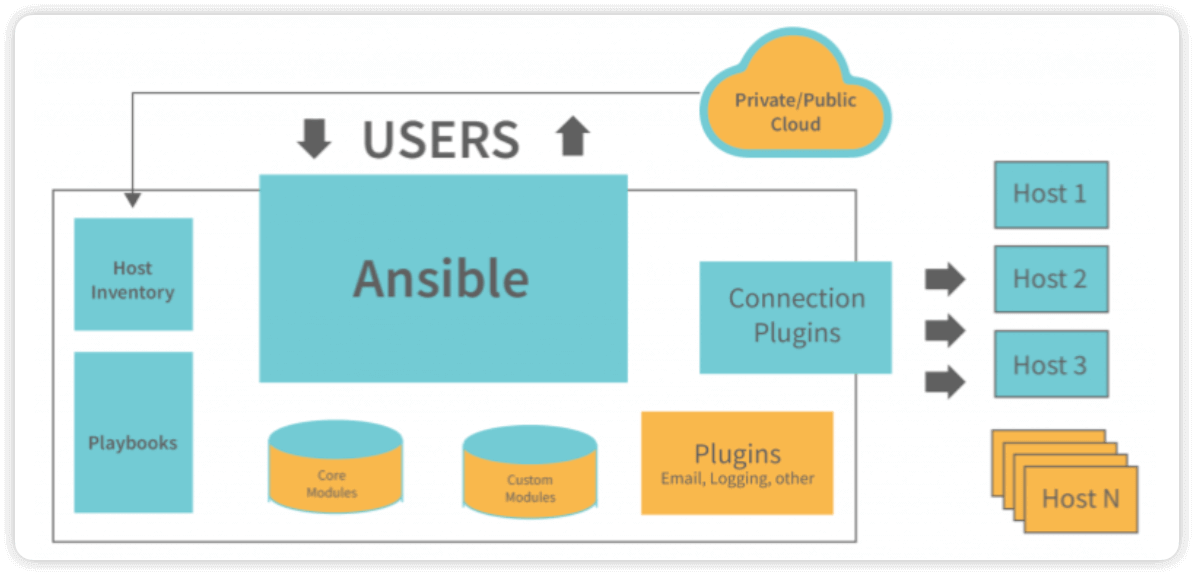 Private/Public
Cloud
USERS
Ansible
Host
Inventory
Playbooks
Core
Modules
Custom
Modules
Connection
Plugins
Plugins
Email, Logging, other
Host 1
Host 2
Host 3
Host N